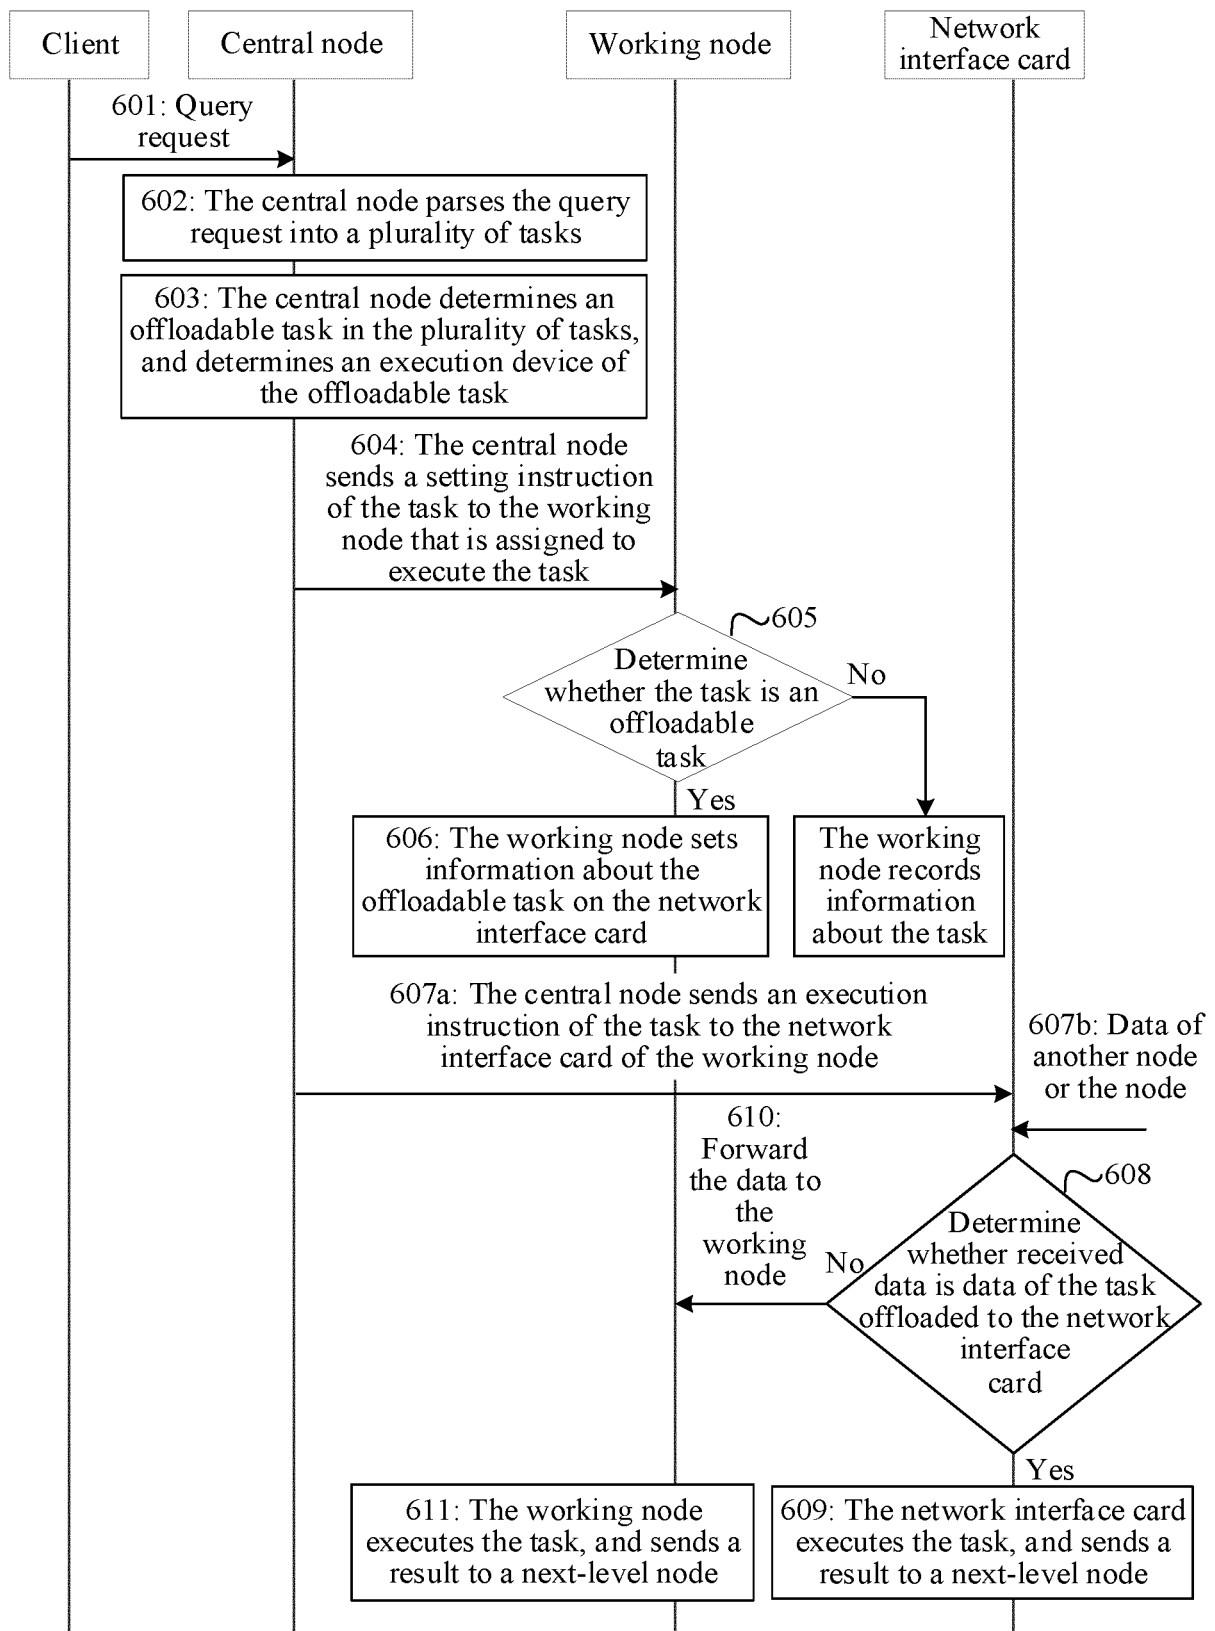 Client
Central node
Working node
Network
interface card
601: Query
request
602: The central node parses the query
request into a plurality of tasks
603: The central node determines an
offloadable task in the plurality of tasks,
and determines an execution device of
the offloadable task
604: The central node
sends a setting instruction
of the task to the working
node that is assigned to
execute the task
605
Determine
whether the task is an
offloadable
task
No
Yes
606: The working node sets
information about the
offloadable task on the network
interface card
The working
node records
information
about the task
607a: The central node sends an execution
instruction of the task to the network
interface card of the working node
607b: Data of
another node
or the node
610:
Forward
the data to
the
working
node
608
Determine
whether received
data is data of the task
offloaded to the network
interface
card
No
Yes
611: The working node
executes the task, and sends a
result to a next-level node
609: The network interface card
executes the task, and sends a
result to a next-level node